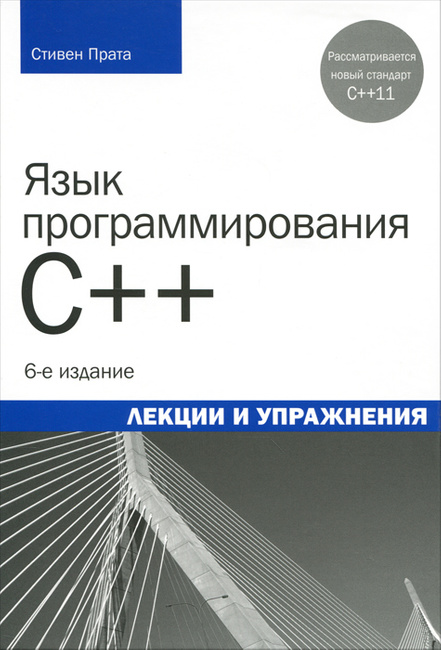 Стивен Прата
Рассматривается
новый стандарт
C++11
Язык
программирования
C++
6-е издание
ЛЕКЦИИ И УПРАЖНЕНИЯ